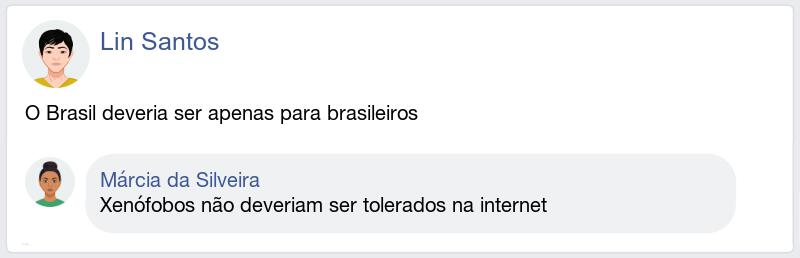 Lin Santos
O Brasil deveria ser apenas para brasileiros
Márcia da Silveira
Xenófobos não deveriam ser tolerados na internet